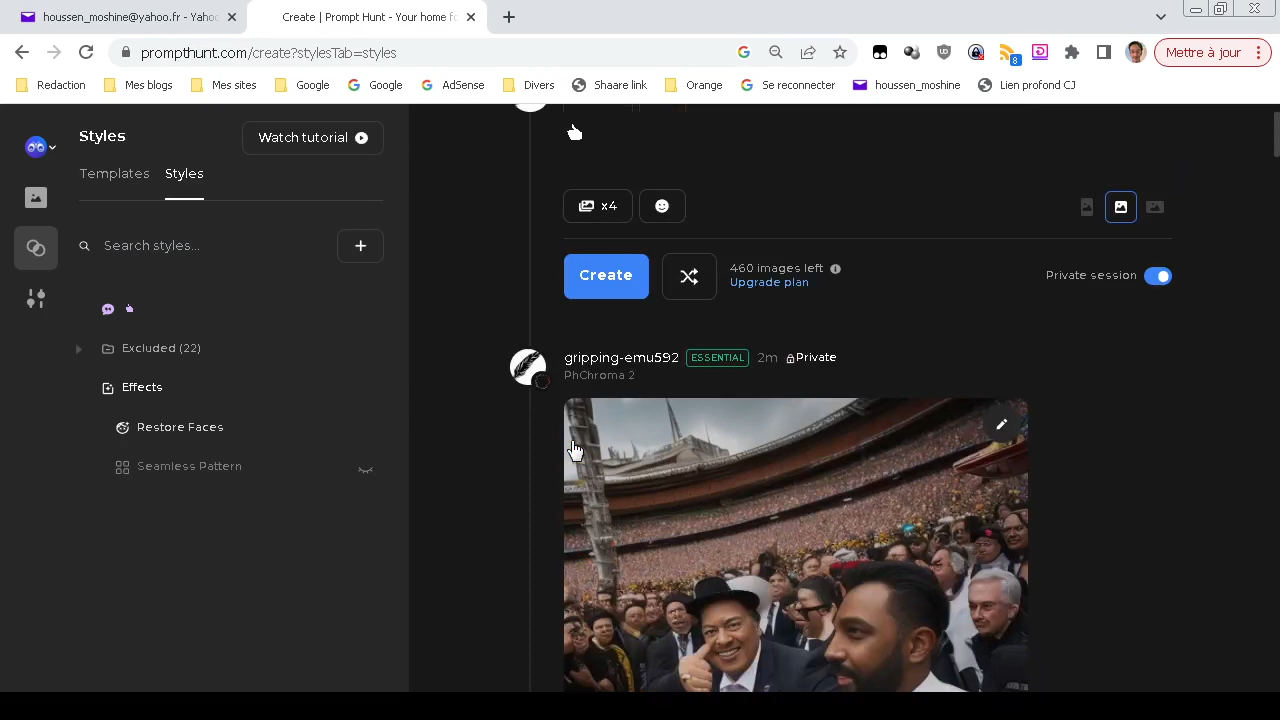 houssen_moshine@yahoo.fr - Yaho
Create | Prompt Hunt - Your home fo
prompthunt.com/create?stylesTab=styles
8
Mettre à jour
Redaction
Mes blogs
Mes sites
Google
Google
AdSense
Divers
Shaare link
Orange
Se reconnecter
houssen_moshine
Lien profond CJ
Styles
Watch tutorial
Templates
Styles
Search styles...
Excluded (22)
Effects
Restore Faces
Seamless Pattern
x4
Create
460 images left
Upgrade plan
Private session
gripping-emu592 ESSENTIAL 2m Private
PhChroma 2